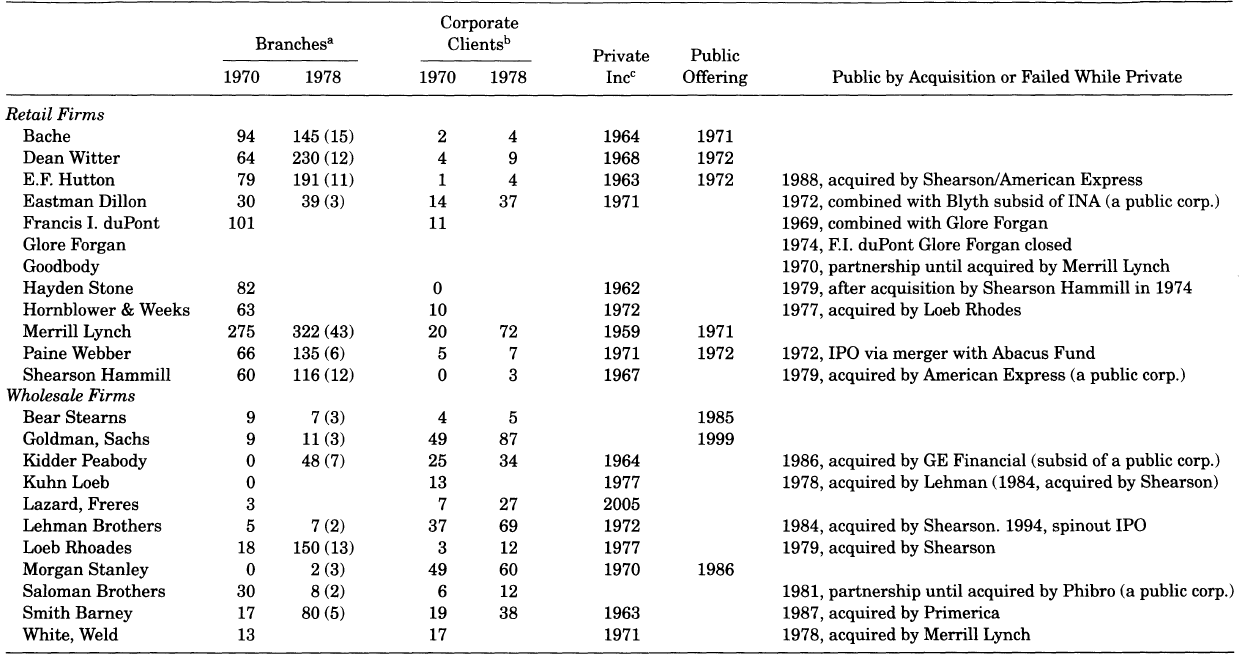 Corporate
Branchesa Clientsb Private Public
1970 1978 1970 1978 Incc Offering Public by Acquisition or Failed While Private
Retail Firms
Bache 94 145 (15) 2 4 1964 1971
Dean Witter 64 230 (12) 4 9 1968 1972
E.F. Hutton 79 191 (11) 1 4 1963 1972 1988, acquired by Shearson/American Express
Eastman Dillon 30 39 (3) 14 37 1971 1972, combined with Blyth subsid of INA (a public corp.)
Francis I. duPont 101 11 1969, combined with Glore Forgan
Glore Forgan 1974, F.I. duPont Glore Forgan closed
Goodbody 1970, partnership until acquired by Merrill Lynch
Hayden Stone 82 0 1962 1979, after acquisition by Shearson Hammill in 1974
Hornblower & Weeks 63 10 1972 1977, acquired by Loeb Rhodes
Merrill Lynch 275 322 (43) 20 72 1959 1971
Paine Webber 66 135 (6) 5 7 1971 1972 1972, IPO via merger with Abacus Fund
Shearson Hammill 60 116 (12) 0 3 1967 1979, acquired by American Express (a public corp.)
Wholesale Firms
Bear Stearns 9 7 (3) 4 5 1985
Goldman, Sachs 9 11 (3) 49 87 1999
Kidder Peabody 0 48 (7) 25 34 1964 1986, acquired by GE Financial (subsid of a public corp.)
Kuhn Loeb 0 13 1977 1978, acquired by Lehman (1984, acquired by Shearson)
Lazard, Freres 3 7 27 2005
Lehman Brothers 5 7 (2) 37 69 1972 1984, acquired by Shearson. 1994, spinout IPO
Loeb Rhoades 18 150 (13) 3 12 1977 1979, acquired by Shearson
Morgan Stanley 0 2 (3) 49 60 1970 1986
Saloman Brothers 30 8 (2) 6 12 1981, partnership until acquired by Phibro (a public corp.)
Smith Barney 17 80 (5) 19 38 1963 1987, acquired by Primerica
White, Weld 13 17 1971 1978, acquired by Merrill Lynch